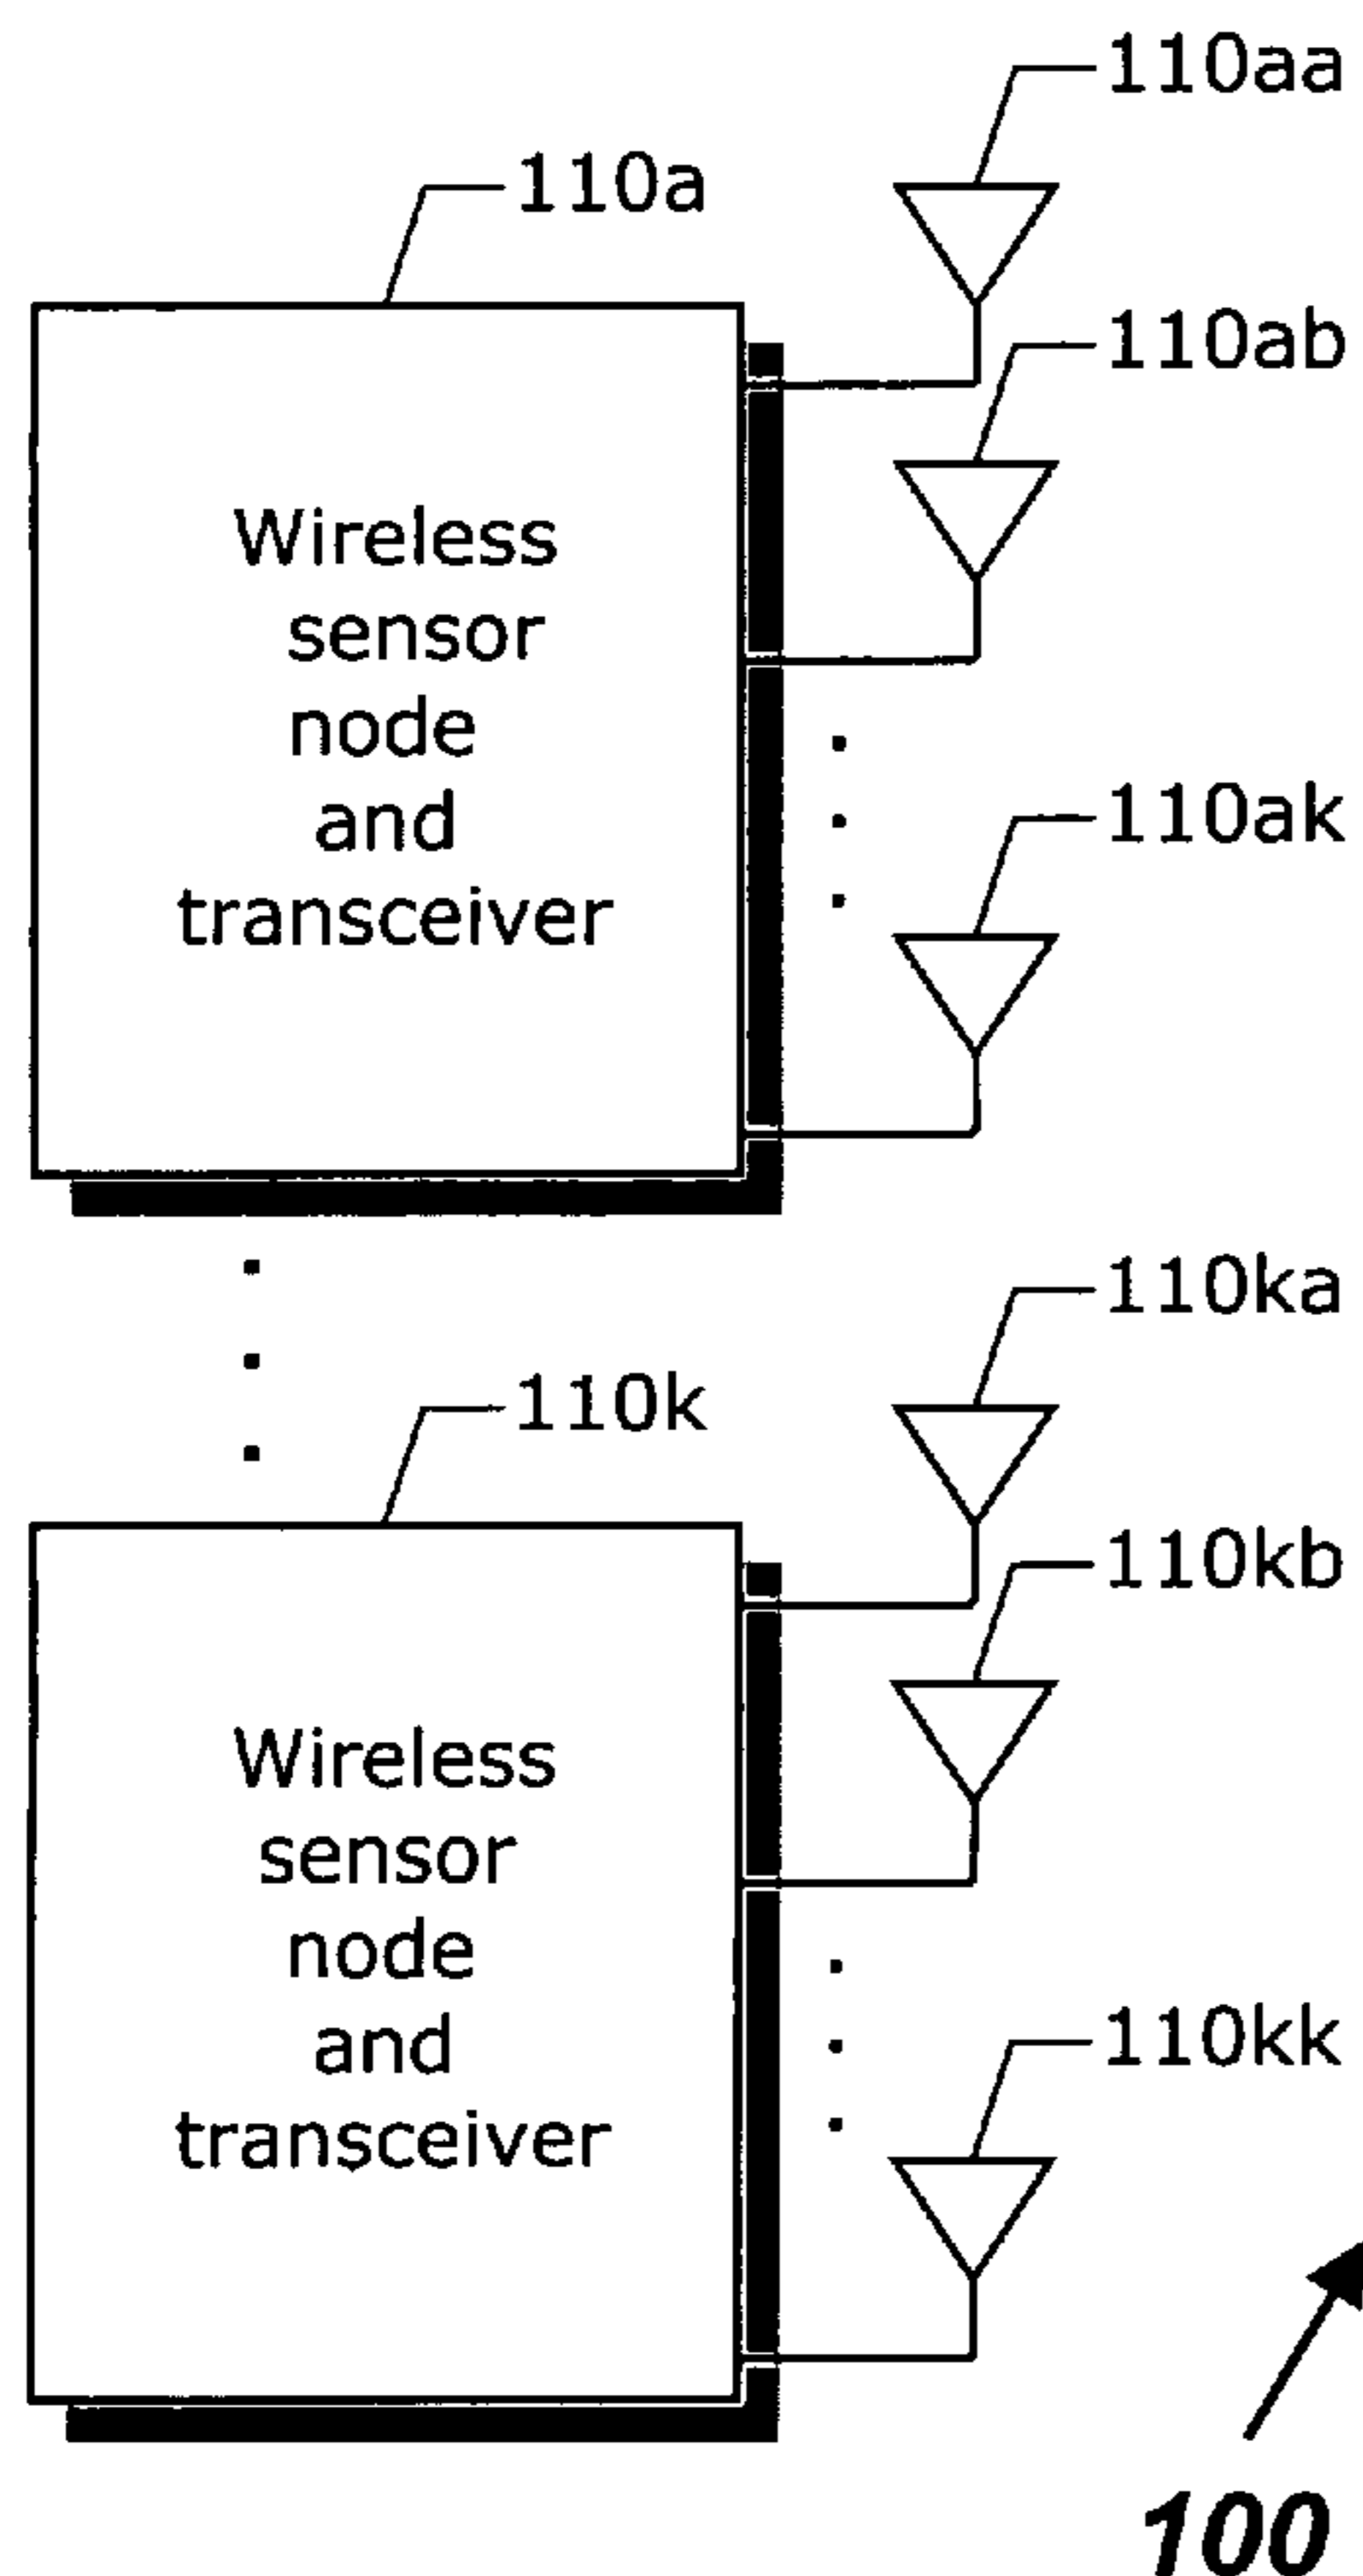 110aa
110a
110ab
Wireless
sensor
node
and
transceiver
110ak
110ka
110k
110kb
Wireless
sensor
node
and
transceiver
110kk
100